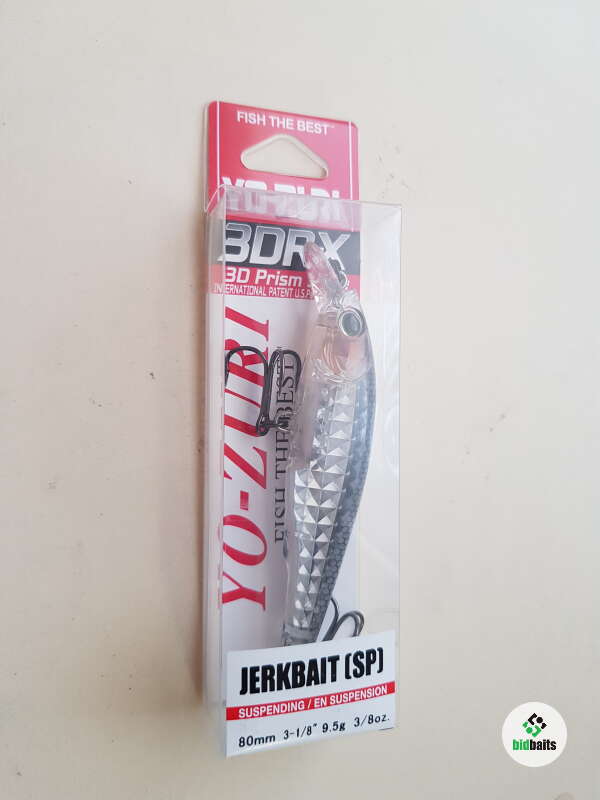 FISH THE BEST™
YO-ZURI
3DRX
3D Prism
INTERNATIONAL PATENT U.S.P
YO-ZURI
FISH THE BEST
JERKBAIT (SP)
SUSPENDING / EN SUSPENSION
80mm 3-1/8" 9.5g 3/8oz.
bidbaits